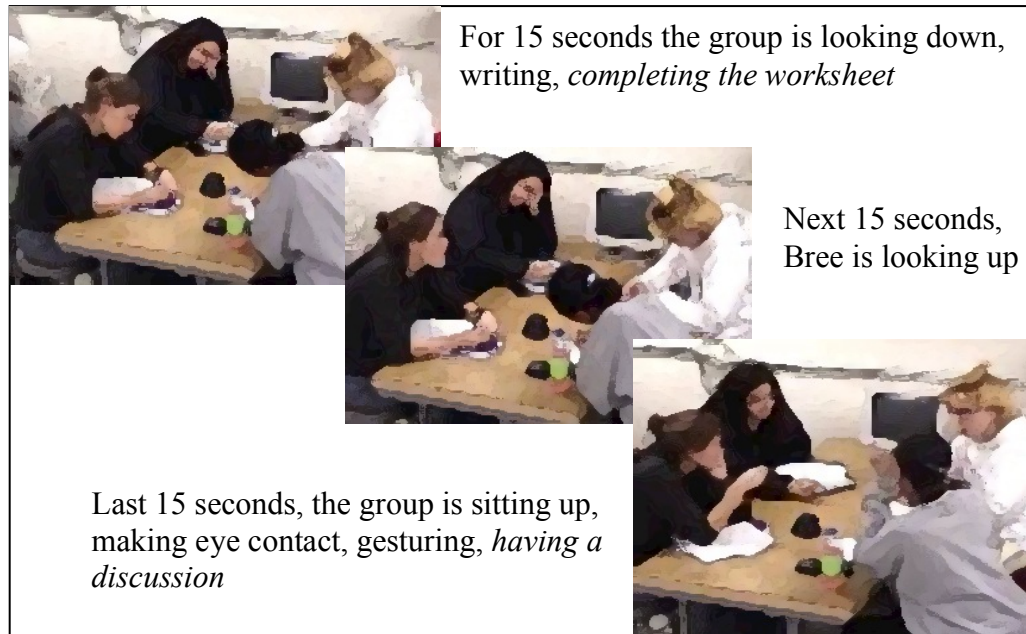 For 15 seconds the group is looking down,
writing, completing the worksheet
Next 15 seconds,
Bree is looking up
Last 15 seconds, the group is sitting up,
making eye contact, gesturing, having a
discussion